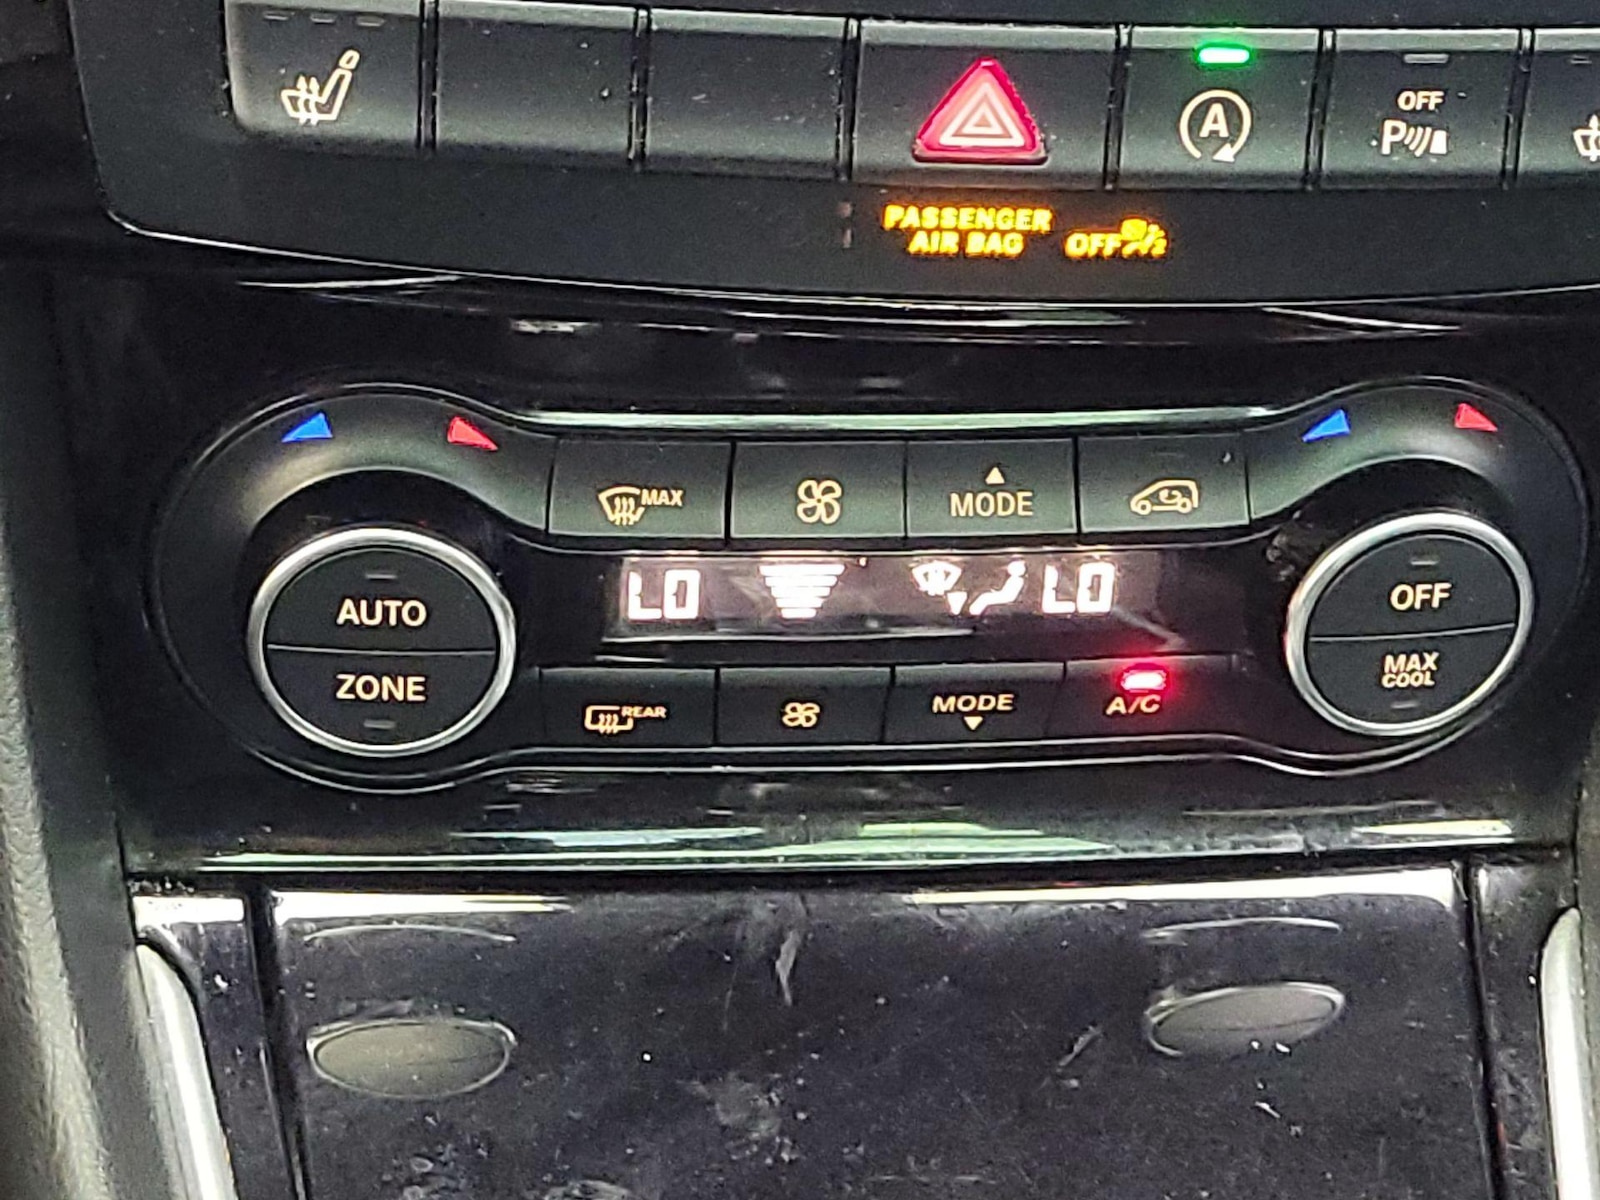 A
OFF
P
PASSENGER
AIR BAG OFF
MAX
MODE
LO LO
AUTO
OFF
ZONE
MAX
COOL
REAR
MODE
A/C